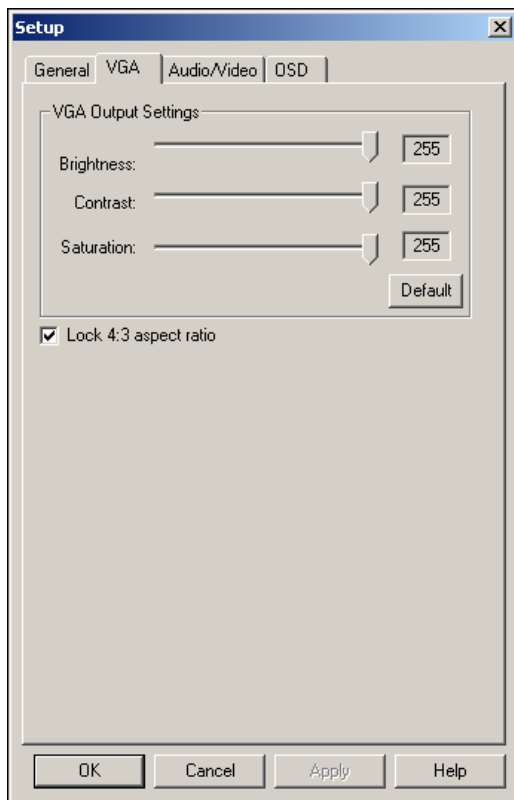 Setup
General VGA Audio/Video OSD
VGA Output Settings
Brightness: 255
Contrast: 255
Saturation: 255
Default
Lock 4:3 aspect ratio
OK Cancel Apply Help